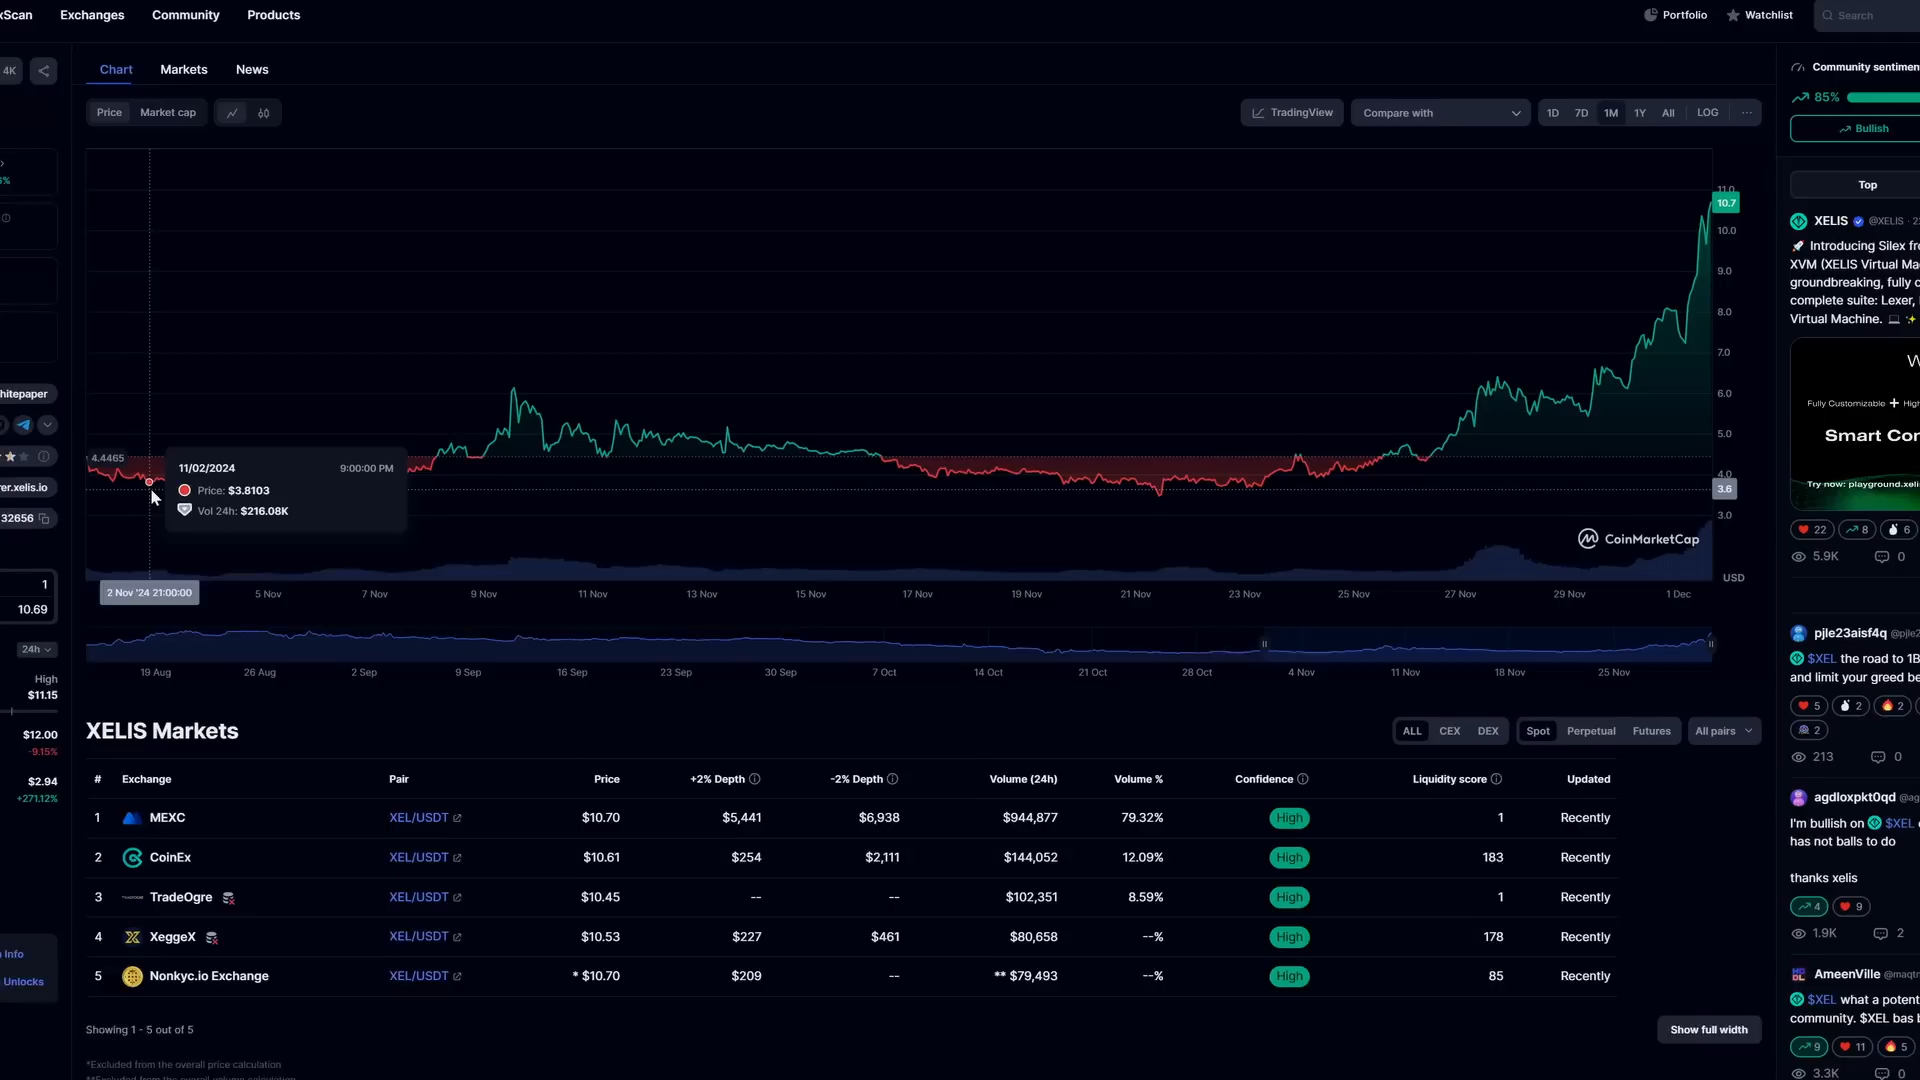 xScan Exchanges Community Products Portfolio Watchlist Search
4K
Chart Markets News
Price Market cap TradingView Compare with 1D 7D 1M 1Y All LOG ...
11.0
10.7
10.0
9.0
8.0
7.0
6.0
5.0
4.0
3.6
3.0
USD
4.4465
11/02/2024 9:00:00 PM
Price: $3.8103
Vol 24h: $216.08K
CoinMarketCap
2 Nov '24 21:00:00 5 Nov 7 Nov 9 Nov 11 Nov 13 Nov 15 Nov 17 Nov 19 Nov 21 Nov 23 Nov 25 Nov 27 Nov 29 Nov 1 Dec
19 Aug 26 Aug 2 Sep 9 Sep 16 Sep 23 Sep 30 Sep 7 Oct 14 Oct 21 Oct 28 Oct 4 Nov 11 Nov 18 Nov 25 Nov
hitepaper
er.xelis.io
32656
1
10.69
24h
High
$11.15
$12.00
-9.15%
$2.94
+271.12%
Info
Unlocks
XELIS Markets
ALL CEX DEX Spot Perpetual Futures All pairs
# Exchange Pair Price +2% Depth -2% Depth Volume (24h) Volume % Confidence Liquidity score Updated
1 MEXC XEL/USDT $10.70 $5,441 $6,938 $944,877 79.32% High 1 Recently
2 CoinEx XEL/USDT $10.61 $254 $2,111 $144,052 12.09% High 183 Recently
3 TradeOgre XEL/USDT $10.45 -- -- $102,351 8.59% High 1 Recently
4 XeggeX XEL/USDT $10.53 $227 $461 $80,658 --% High 178 Recently
5 Nonkyc.io Exchange XEL/USDT * $10.70 $209 -- ** $79,493 --% High 85 Recently
Showing 1 - 5 out of 5
Show full width
*Excluded from the overall price calculation
**Excluded from the overall volume calculation
Community sentimen
85%
Bullish
Top
XELIS @XELIS · 2
🚀 Introducing Silex fr
XVM (XELIS Virtual Ma
groundbreaking, fully c
complete suite: Lexer,
Virtual Machine. 💻 ✨
W
Fully Customizable + High
Smart Con
Try now: playground.xelis
22 8 6
5.9K 0
pjle23aisf4q @pjle2
$XEL the road to 1B
and limit your greed be
5 2 2
2
213 0
agdloxpkt0qd @ag
I'm bullish on $XEL
has not balls to do
thanks xelis
4 9
1.9K 2
AmeenVille @maqtn
$XEL what a potent
community. $XEL bas b
9 11 5
3.3K 0